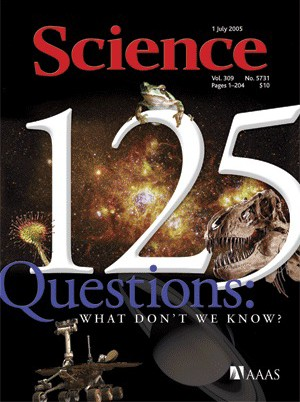 1 July 2005
Science
Vol. 309 No. 5731
Pages 1–204 $10
125
Questions:
WHAT DON'T WE KNOW?
AAAS